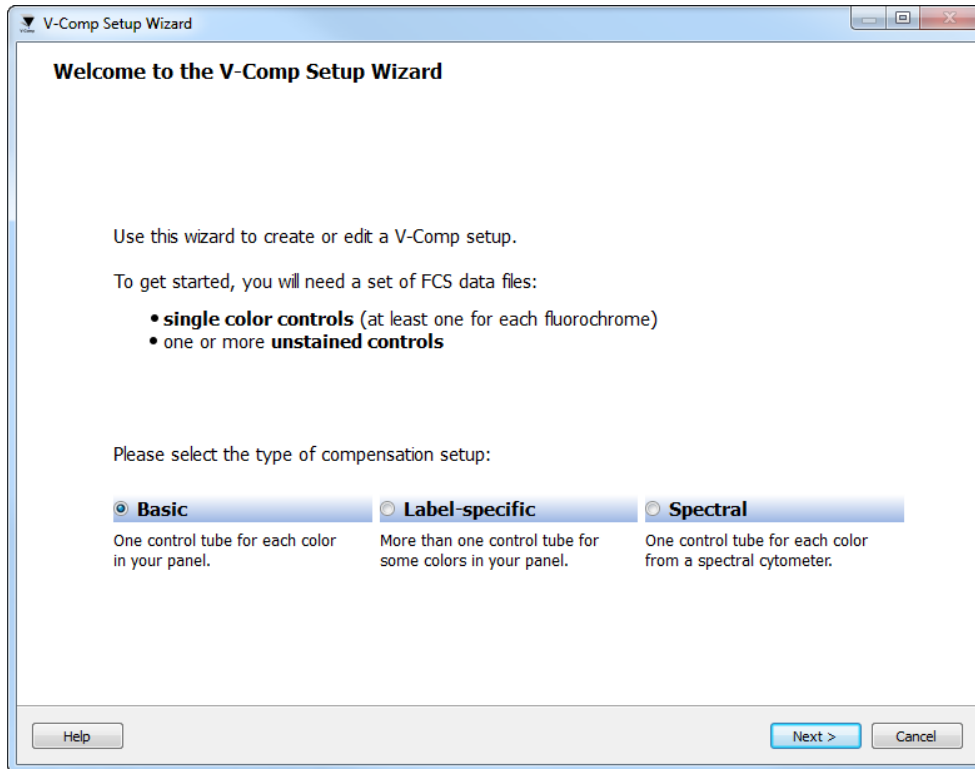 V-Comp Setup Wizard
Welcome to the V-Comp Setup Wizard
Use this wizard to create or edit a V-Comp setup.
To get started, you will need a set of FCS data files:
• single color controls (at least one for each fluorochrome)
• one or more unstained controls
Please select the type of compensation setup:
Basic
One control tube for each color
in your panel.
Label-specific
More than one control tube for
some colors in your panel.
Spectral
One control tube for each color
from a spectral cytometer.
Help
Next >
Cancel